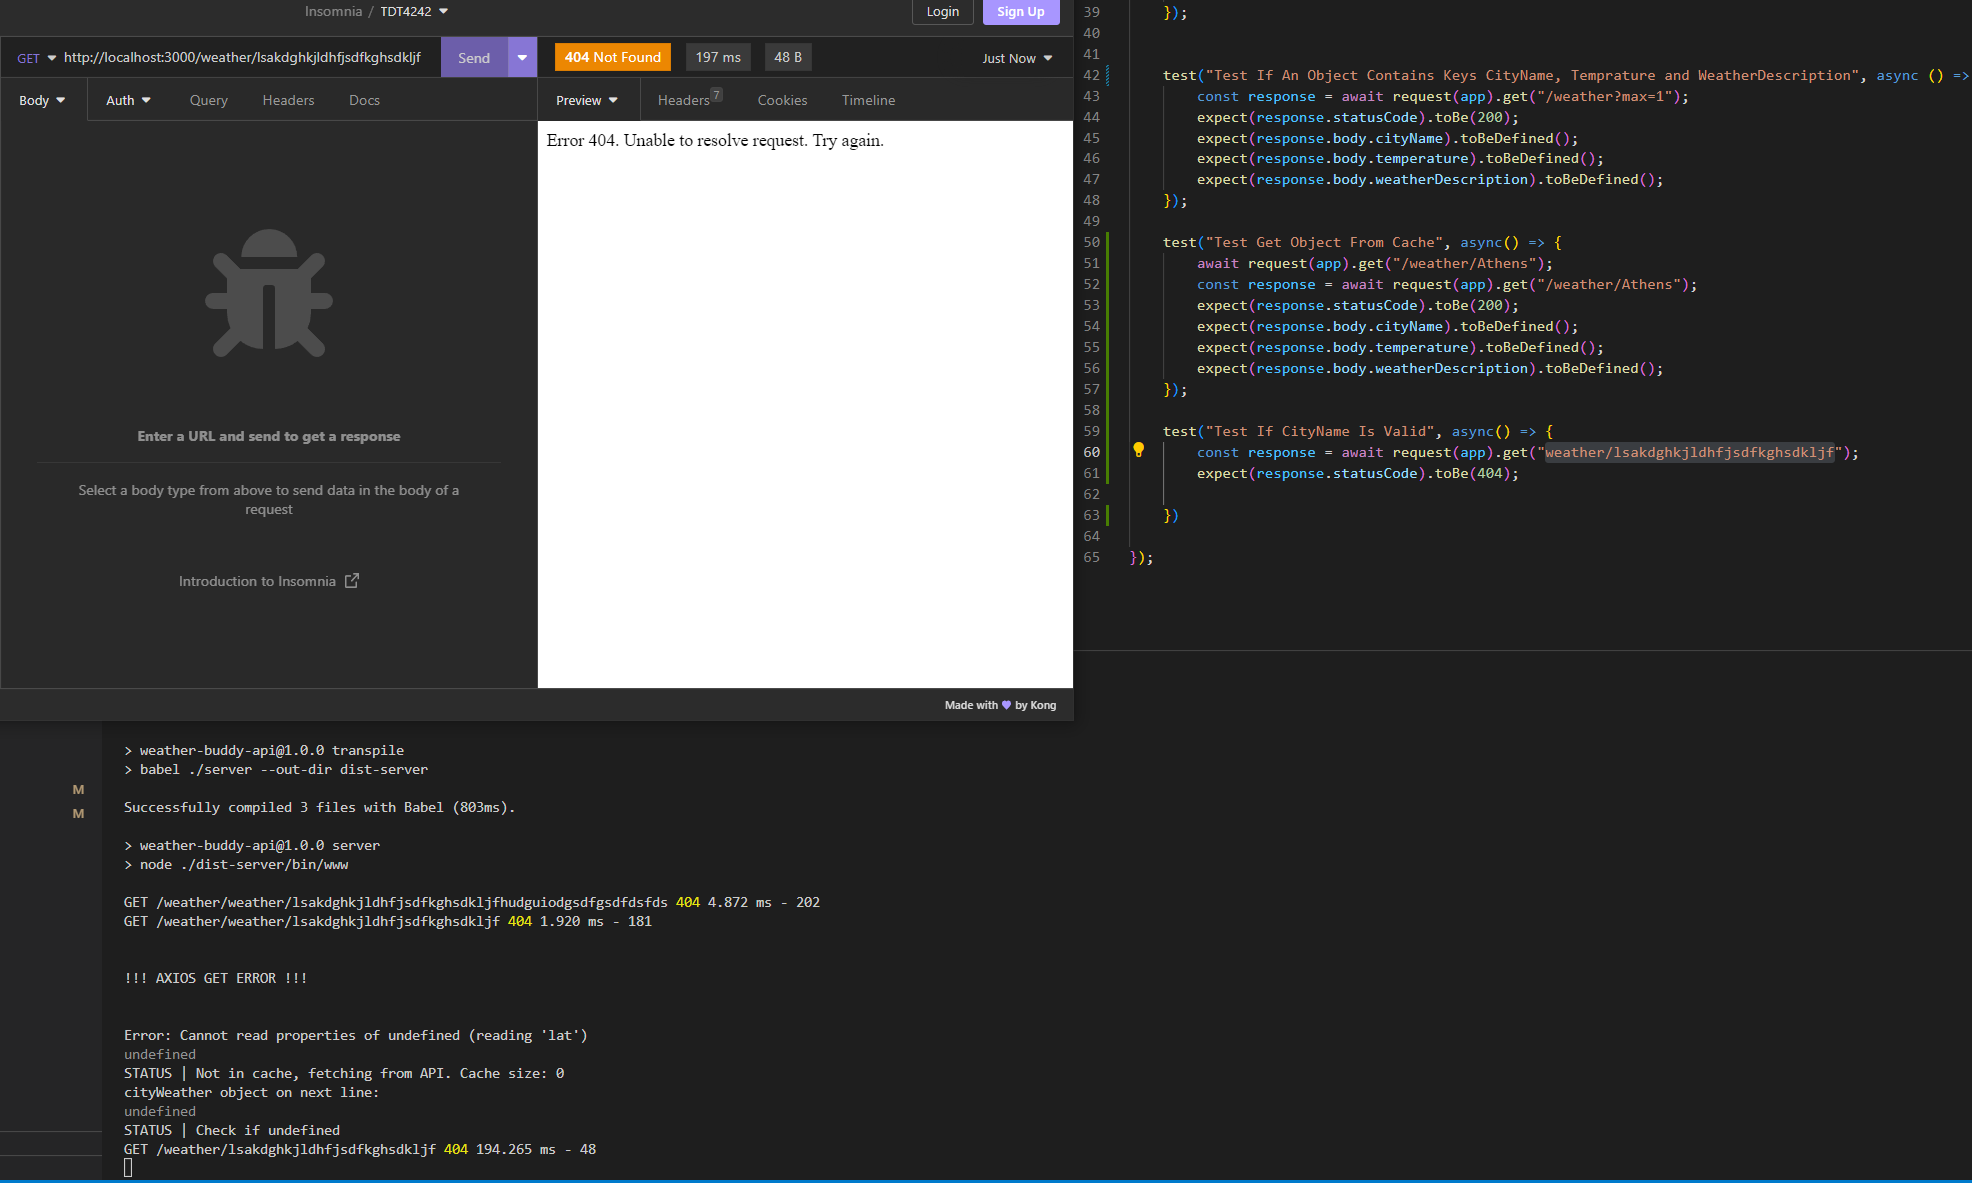 Insomnia / TDT4242
Login
Sign Up
GET http://localhost:3000/weather/lsakdghkjldhfjsdfkghsdkljf
Send
404 Not Found
197 ms
48 B
Just Now
Body
Auth
Query
Headers
Docs
Preview
Headers 7
Cookies
Timeline
Error 404. Unable to resolve request. Try again.
Enter a URL and send to get a response
Select a body type from above to send data in the body of a
request
Introduction to Insomnia
Made with 💜 by Kong
39 });
40
41
42 test("Test If An Object Contains Keys CityName, Temprature and WeatherDescription", async () =>
43 const response = await request(app).get("/weather?max=1");
44 expect(response.statusCode).toBe(200);
45 expect(response.body.cityName).toBeDefined();
46 expect(response.body.temperature).toBeDefined();
47 expect(response.body.weatherDescription).toBeDefined();
48 });
49
50 test("Test Get Object From Cache", async() => {
51 await request(app).get("/weather/Athens");
52 const response = await request(app).get("/weather/Athens");
53 expect(response.statusCode).toBe(200);
54 expect(response.body.cityName).toBeDefined();
55 expect(response.body.temperature).toBeDefined();
56 expect(response.body.weatherDescription).toBeDefined();
57 });
58
59 test("Test If CityName Is Valid", async() => {
60 const response = await request(app).get("weather/lsakdghkjldhfjsdfkghsdkljf");
61 expect(response.statusCode).toBe(404);
62
63 })
64
65 });
M
M
> weather-buddy-api@1.0.0 transpile
> babel ./server --out-dir dist-server
Successfully compiled 3 files with Babel (803ms).
> weather-buddy-api@1.0.0 server
> node ./dist-server/bin/www
GET /weather/weather/lsakdghkjldhfjsdfkghsdkljfhudguiodgsdfgsdfdsfds 404 4.872 ms - 202
GET /weather/weather/lsakdghkjldhfjsdfkghsdkljf 404 1.920 ms - 181
!!! AXIOS GET ERROR !!!
Error: Cannot read properties of undefined (reading 'lat')
undefined
STATUS | Not in cache, fetching from API. Cache size: 0
cityWeather object on next line:
undefined
STATUS | Check if undefined
GET /weather/lsakdghkjldhfjsdfkghsdkljf 404 194.265 ms - 48